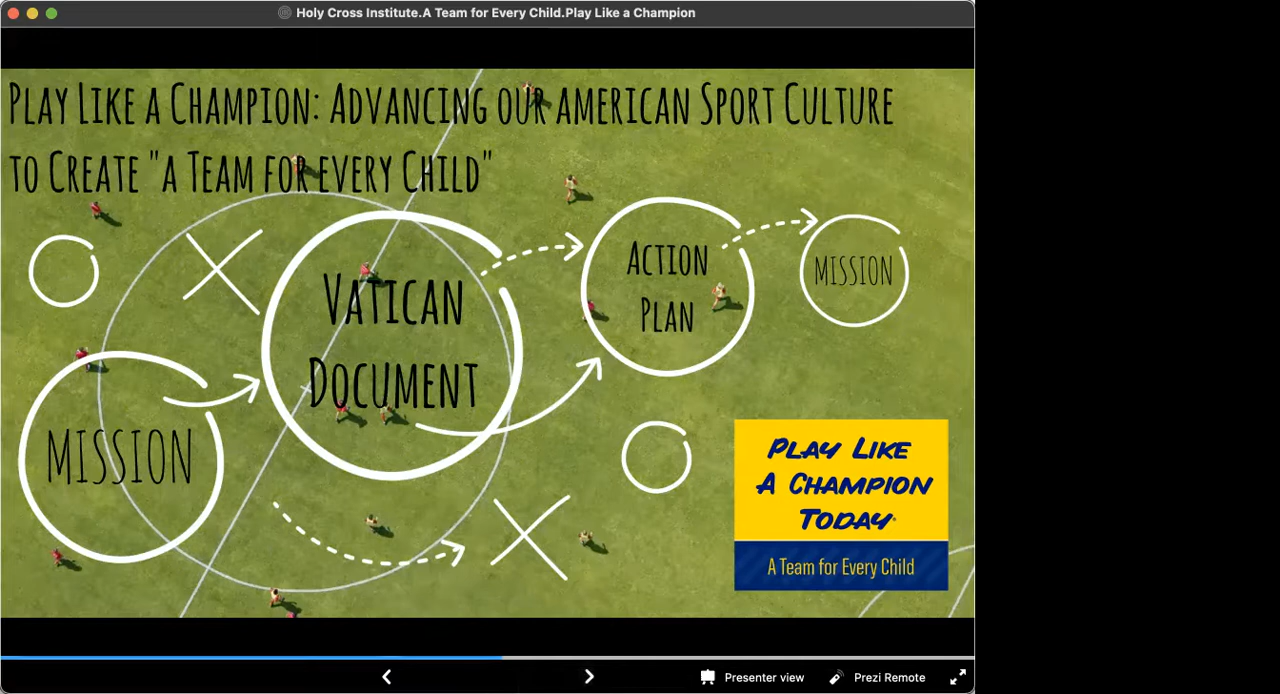 Holy Cross Institute.A Team for Every Child.Play Like a Champion
Play Like a Champion: Advancing our american Sport Culture
to Create "a Team for every Child"
Vatican
Document
Action
Plan
MISSION
MISSION
Play Like
A Champion
Today
A Team for Every Child
Presenter view
Prezi Remote